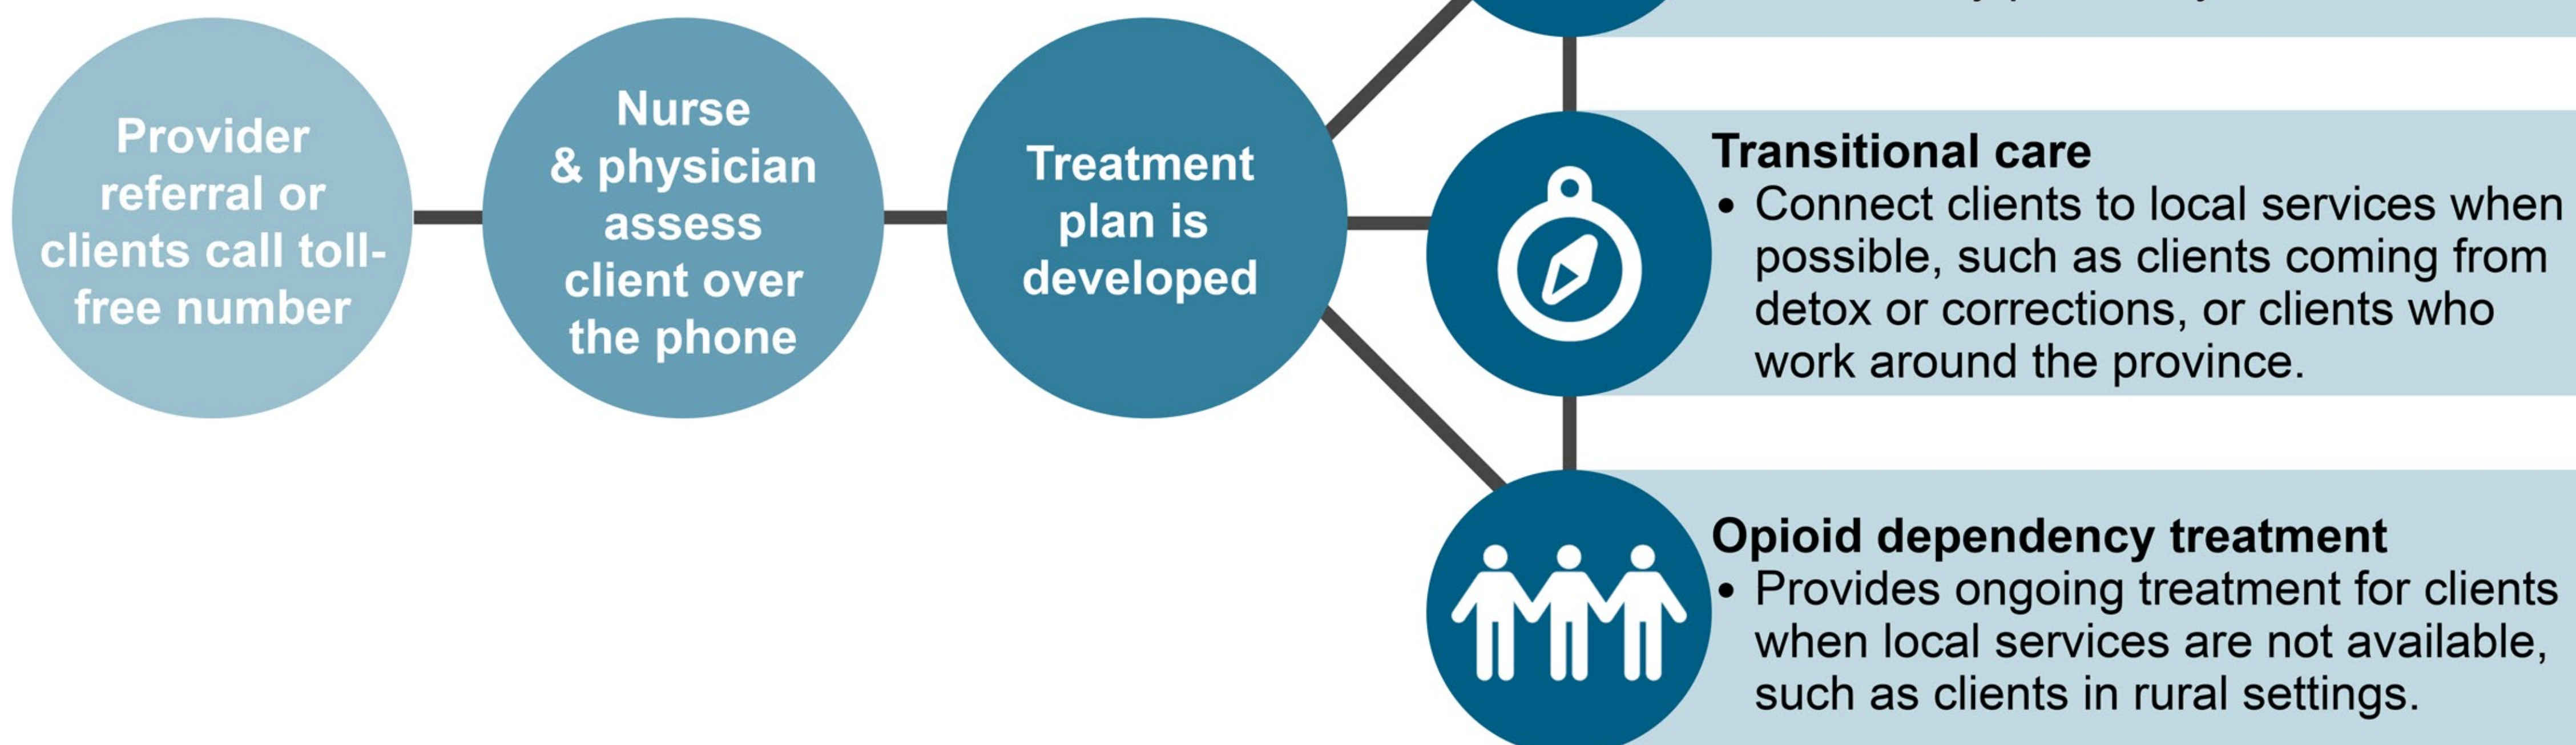 Provider
referral or
clients call toll-
free number
Nurse
& physician
assess
client over
the phone
Treatment
plan is
developed
Transitional care
• Connect clients to local services when
possible, such as clients coming from
detox or corrections, or clients who
work around the province.
Opioid dependency treatment
• Provides ongoing treatment for clients
when local services are not available,
such as clients in rural settings.